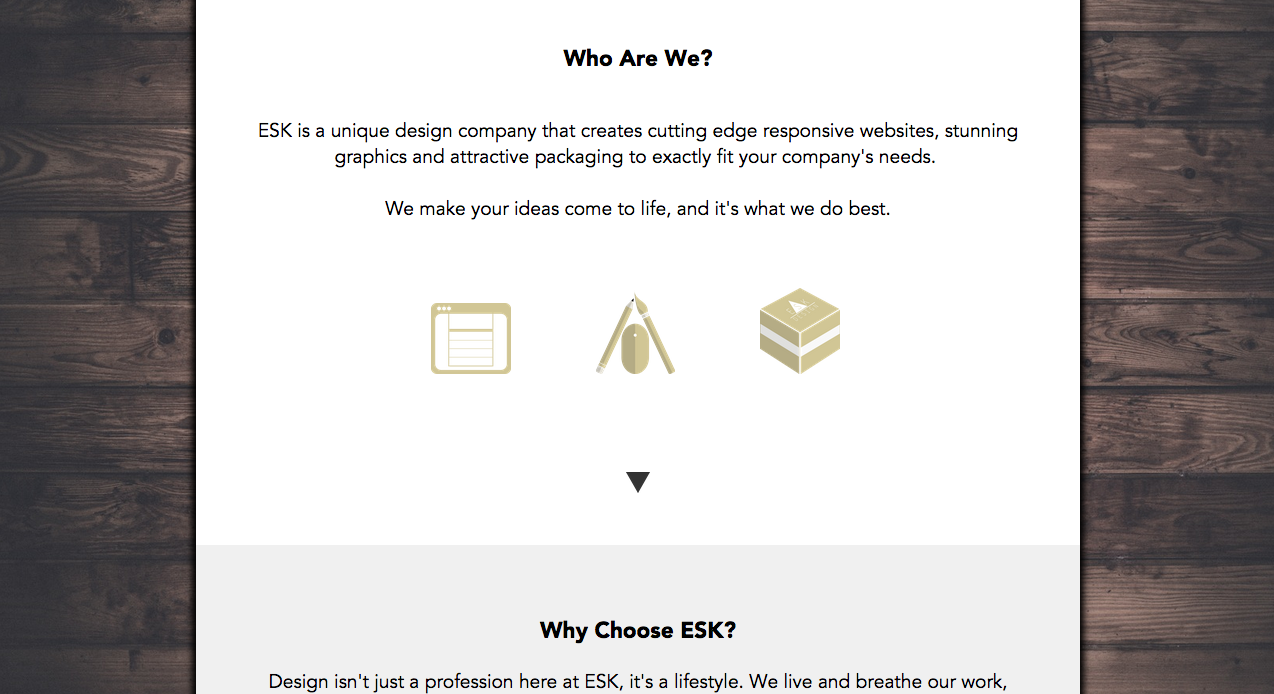 Who Are We?
ESK is a unique design company that creates cutting edge responsive websites, stunning
graphics and attractive packaging to exactly fit your company's needs.
We make your ideas come to life, and it's what we do best.
Why Choose ESK?
Design isn't just a profession here at ESK, it's a lifestyle. We live and breathe our work,